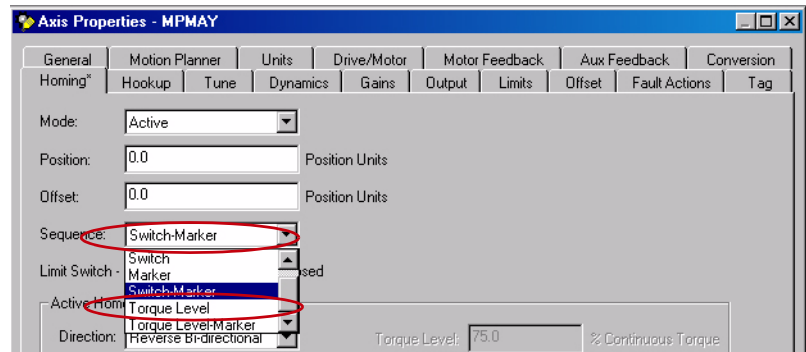 Axis Properties - MPMAY
General Motion Planner Units Drive/Motor Motor Feedback Aux Feedback Conversion
Homing* Hookup Tune Dynamics Gains Output Limits Offset Fault Actions Tag
Mode: Active
Position: 0.0 Position Units
Offset: 0.0 Position Units
Sequence: Switch-Marker
Switch
Limit Switch - sed
Marker
Switch-Marker
Active Hom
Torque Level
Torque Level-Marker
Direction: Reverse Bi-directional Torque Level: 75.0 % Continuous Torque